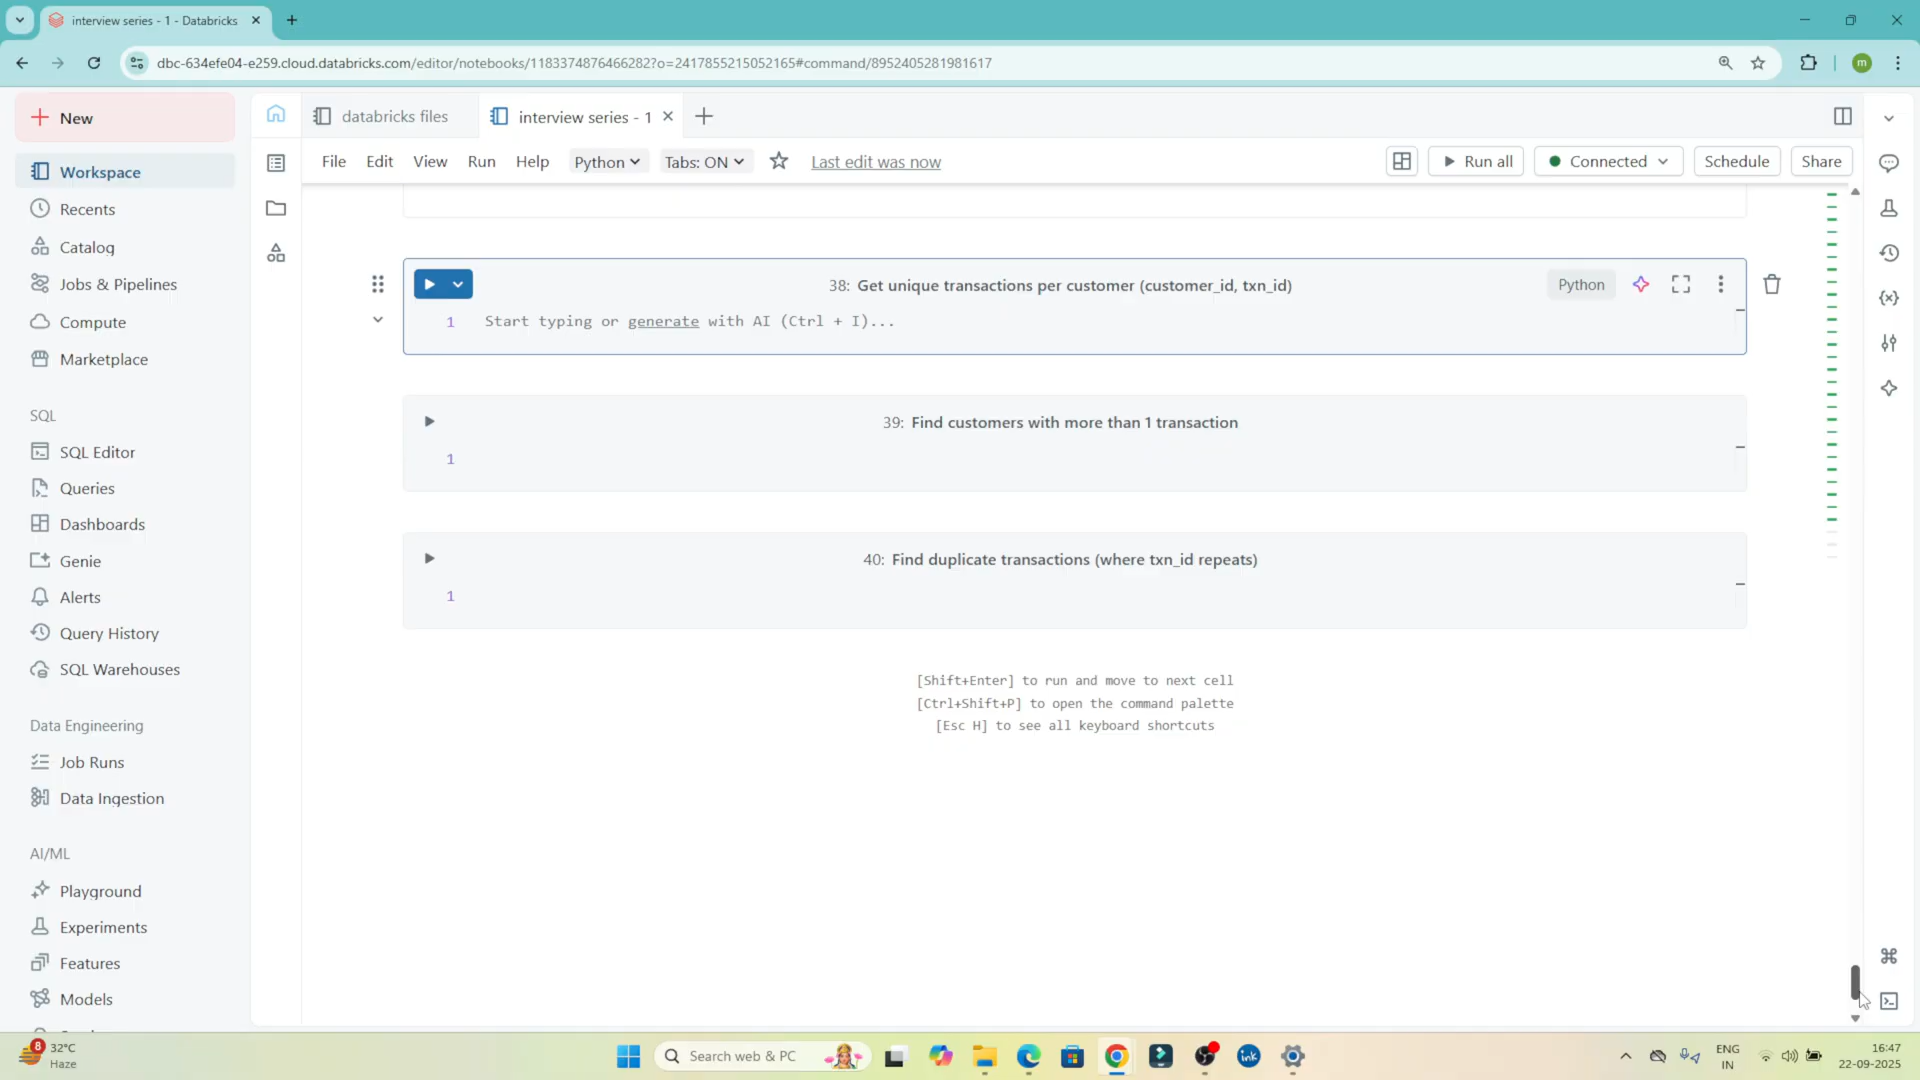 interview series - 1 - Databricks
dbc-634efe04-e259.cloud.databricks.com/editor/notebooks/1183374876466282?o=2417855215052165#command/8952405281981617
m
New
Workspace
Recents
Catalog
Jobs & Pipelines
Compute
Marketplace
SQL
SQL Editor
Queries
Dashboards
Genie
Alerts
Query History
SQL Warehouses
Data Engineering
Job Runs
Data Ingestion
AI/ML
Playground
Experiments
Features
Models
databricks files
interview series - 1
File Edit View Run Help Python Tabs: ON Last edit was now
Run all Connected Schedule Share
38: Get unique transactions per customer (customer_id, txn_id)
Python
1 Start typing or generate with AI (Ctrl + I)...
39: Find customers with more than 1 transaction
1
40: Find duplicate transactions (where txn_id repeats)
1
[Shift+Enter] to run and move to next cell
[Ctrl+Shift+P] to open the command palette
[Esc H] to see all keyboard shortcuts
8
32°C
Haze
Search web & PC
ink
ENG
IN
16:47
22-09-2025